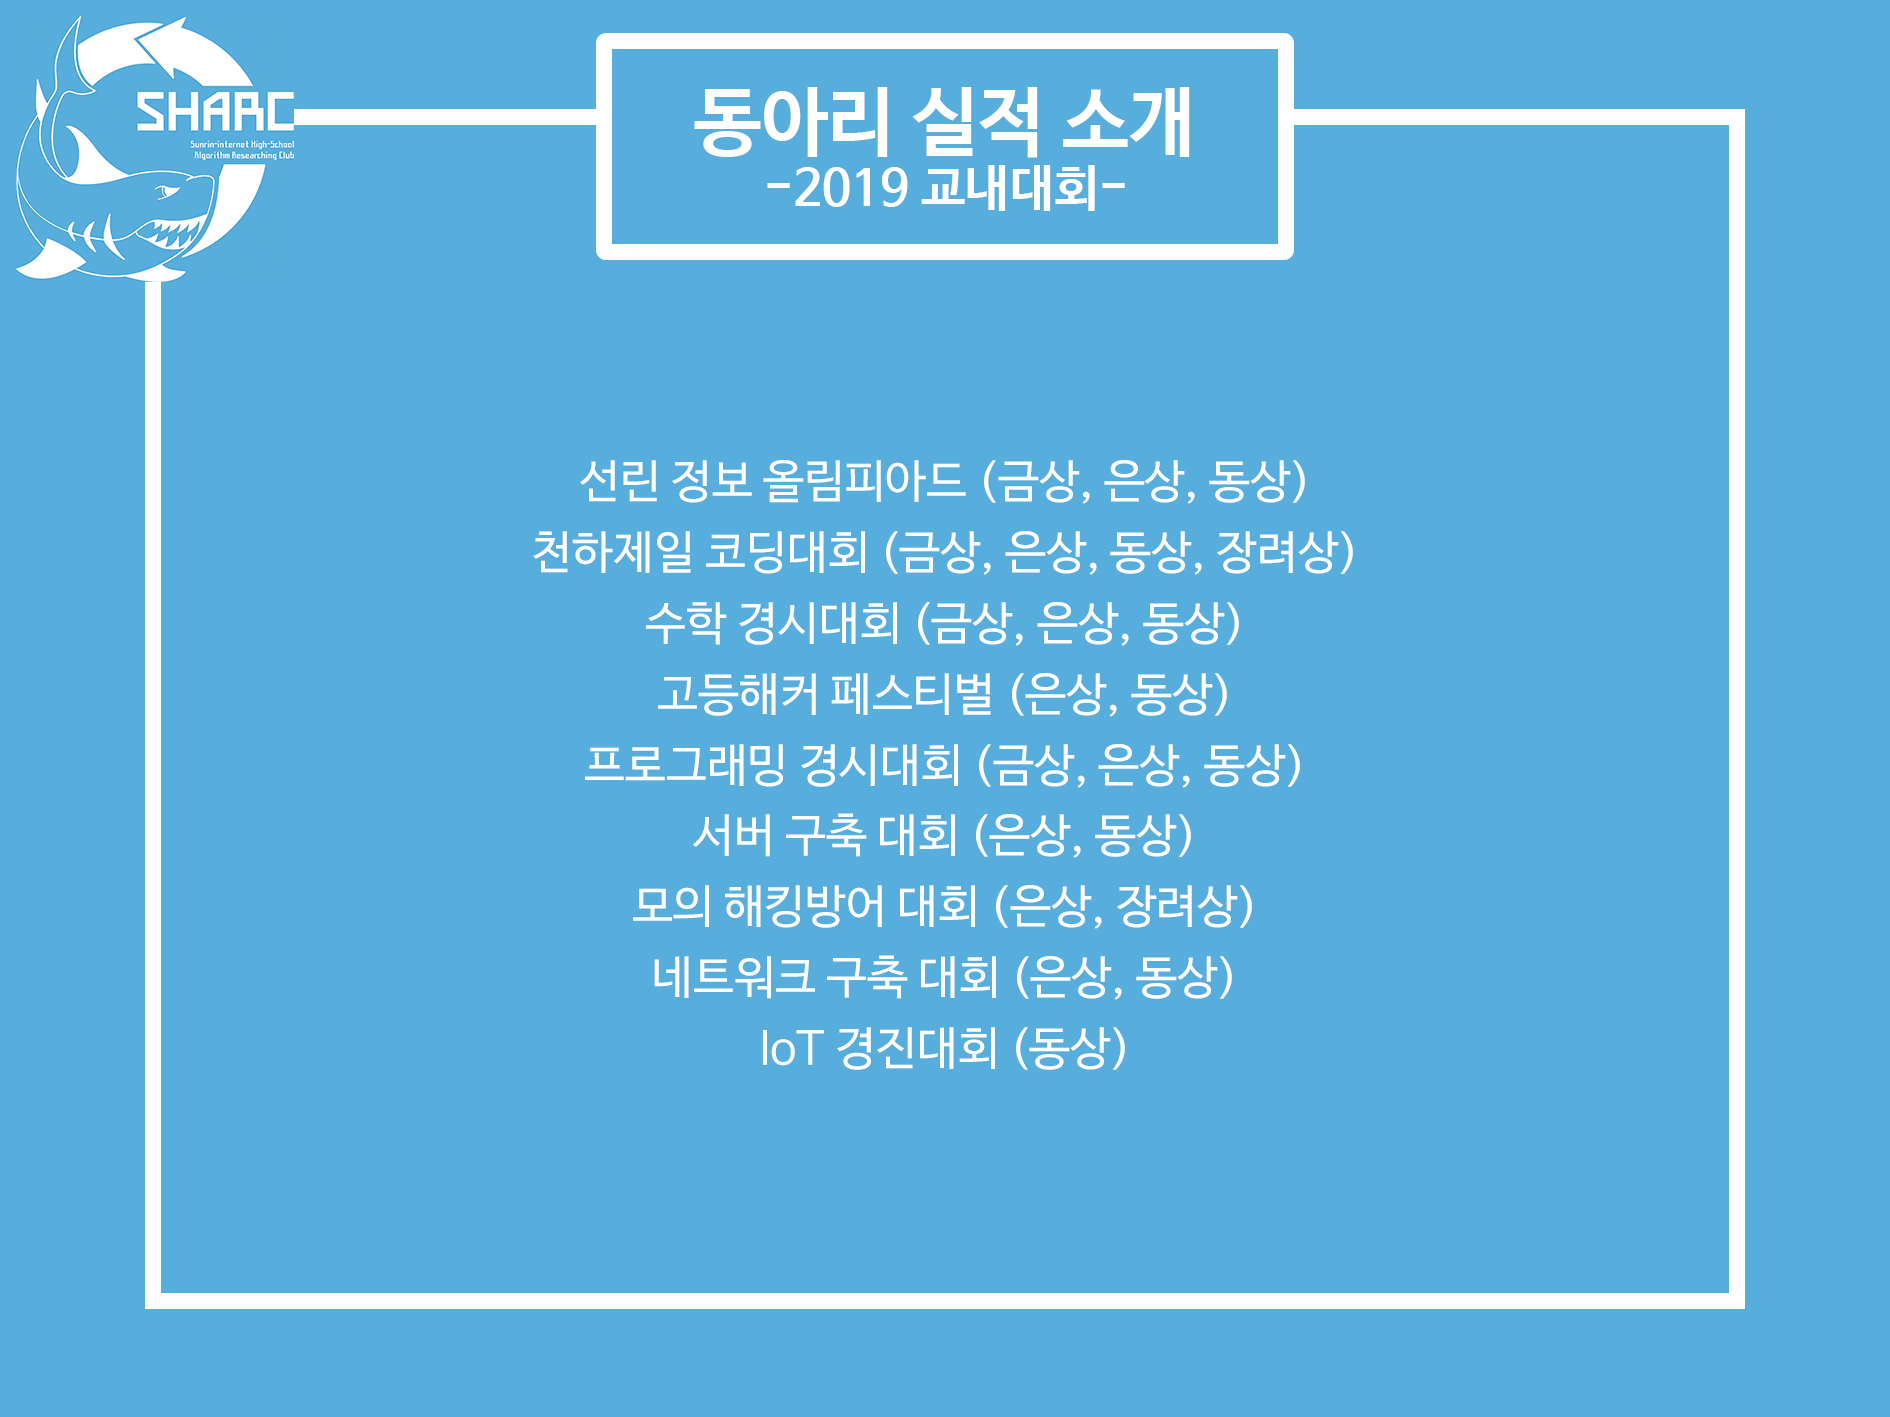 SHARC
Sunrin-internet High-School
Algorithm Researching Club
동아리 실적 소개
-2019 교내대회-
선린 정보 올림피아드 (금상, 은상, 동상)
천하제일 코딩대회 (금상, 은상, 동상, 장려상)
수학 경시대회 (금상, 은상, 동상)
고등해커 페스티벌 (은상, 동상)
프로그래밍 경시대회 (금상, 은상, 동상)
서버 구축 대회 (은상, 동상)
모의 해킹방어 대회 (은상, 장려상)
네트워크 구축 대회 (은상, 동상)
IoT 경진대회 (동상)